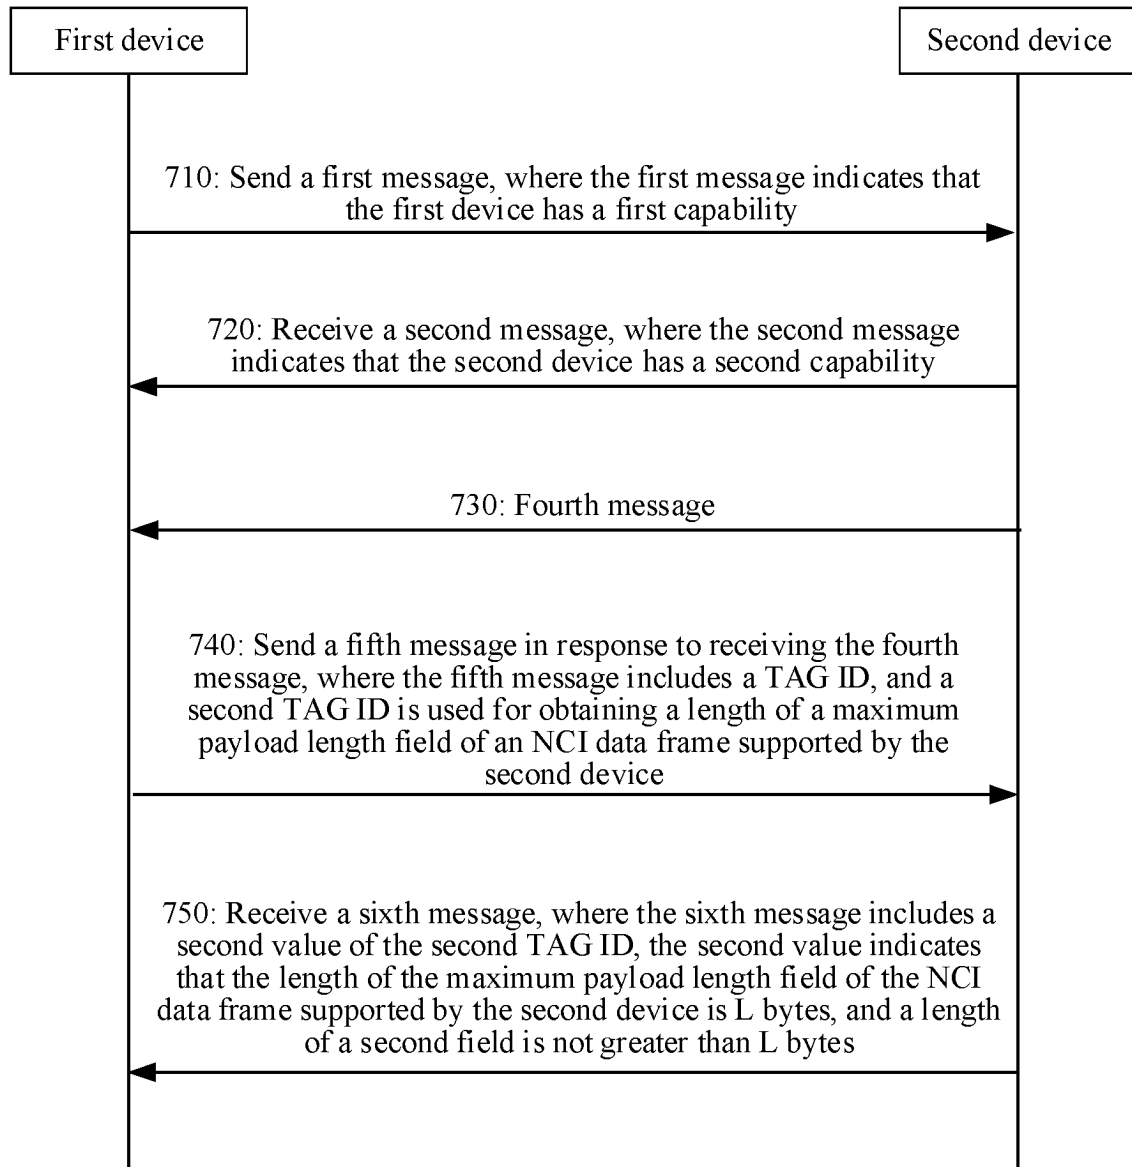 First device
Second device
710: Send a first message, where the first message indicates that
the first device has a first capability
720: Receive a second message, where the second message
indicates that the second device has a second capability
730: Fourth message
740: Send a fifth message in response to receiving the fourth
message, where the fifth message includes a TAG ID, and a
second TAG ID is used for obtaining a length of a maximum
payload length field of an NCI data frame supported by the
second device
750: Receive a sixth message, where the sixth message includes a
second value of the second TAG ID, the second value indicates
that the length of the maximum payload length field of the NCI
data frame supported by the second device is L bytes, and a length
of a second field is not greater than L bytes